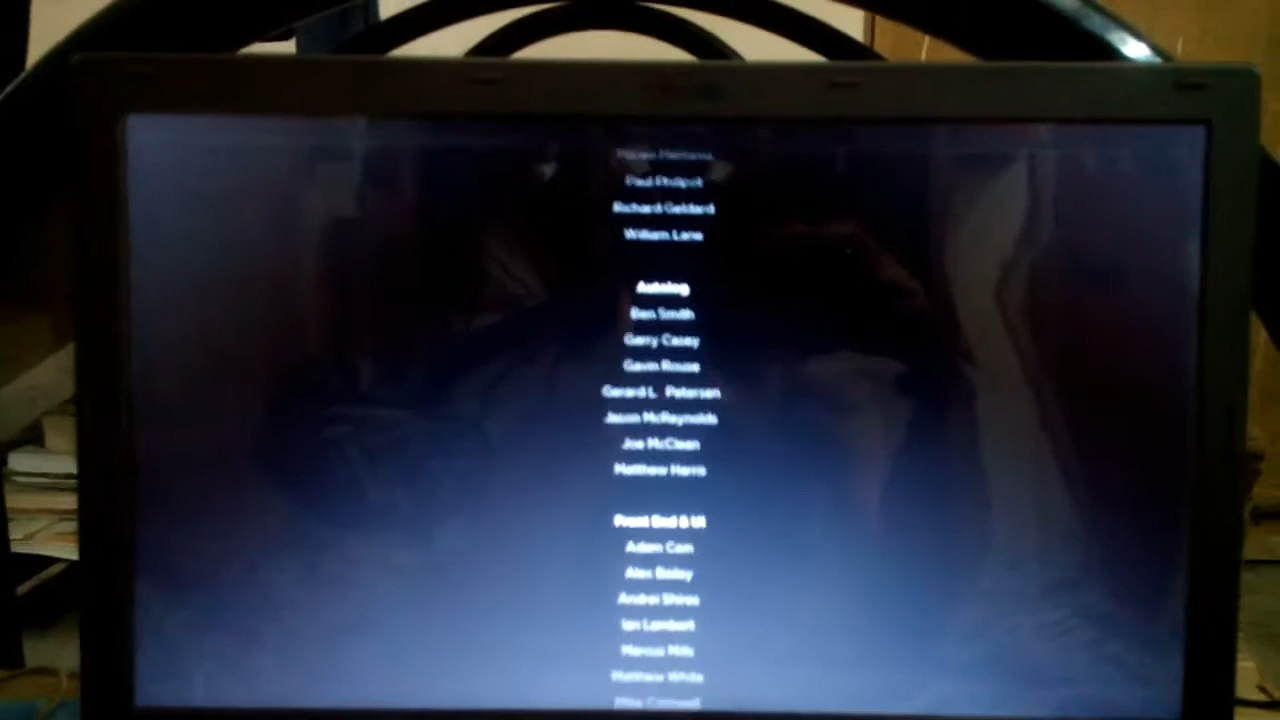 Paul Philpot
Richard Geldard
William Lane
Autolog
Ben Smith
Garry Casey
Gavin Rouse
Gerard L. Petersen
Jason McReynolds
Joe McClean
Matthew Harris
Front End & UI
Adam Cain
Alex Bailey
Andrei Shires
Ian Lambert
Marcus Mills
Matthew White